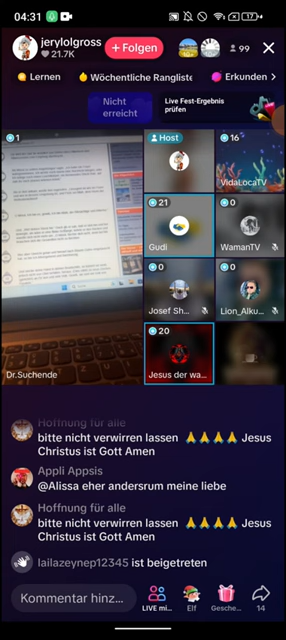 04:31
17
jerylolgross
21.7K
+ Folgen
99
Lernen
Wöchentliche Rangliste
Erkunden
Nicht
erreicht
Live Fest-Ergebnis
prüfen
1
Host
16
VidaLocaTV
21
Gudi
0
WamanTV
0
Josef Sh...
0
Lion_Alku...
Dr.Suchende
20
Jesus der wa...
Hoffnung für alle
bitte nicht verwirren lassen 🙏🙏🙏🙏 Jesus
Christus ist Gott Amen
Appli Appsis
@Alissa eher andersrum meine liebe
Hoffnung für alle
bitte nicht verwirren lassen 🙏🙏🙏🙏 Jesus
Christus ist Gott Amen
lailazeynep12345 ist beigetreten
Kommentar hinz...
LIVE mi...
Elf
Gesche...
14